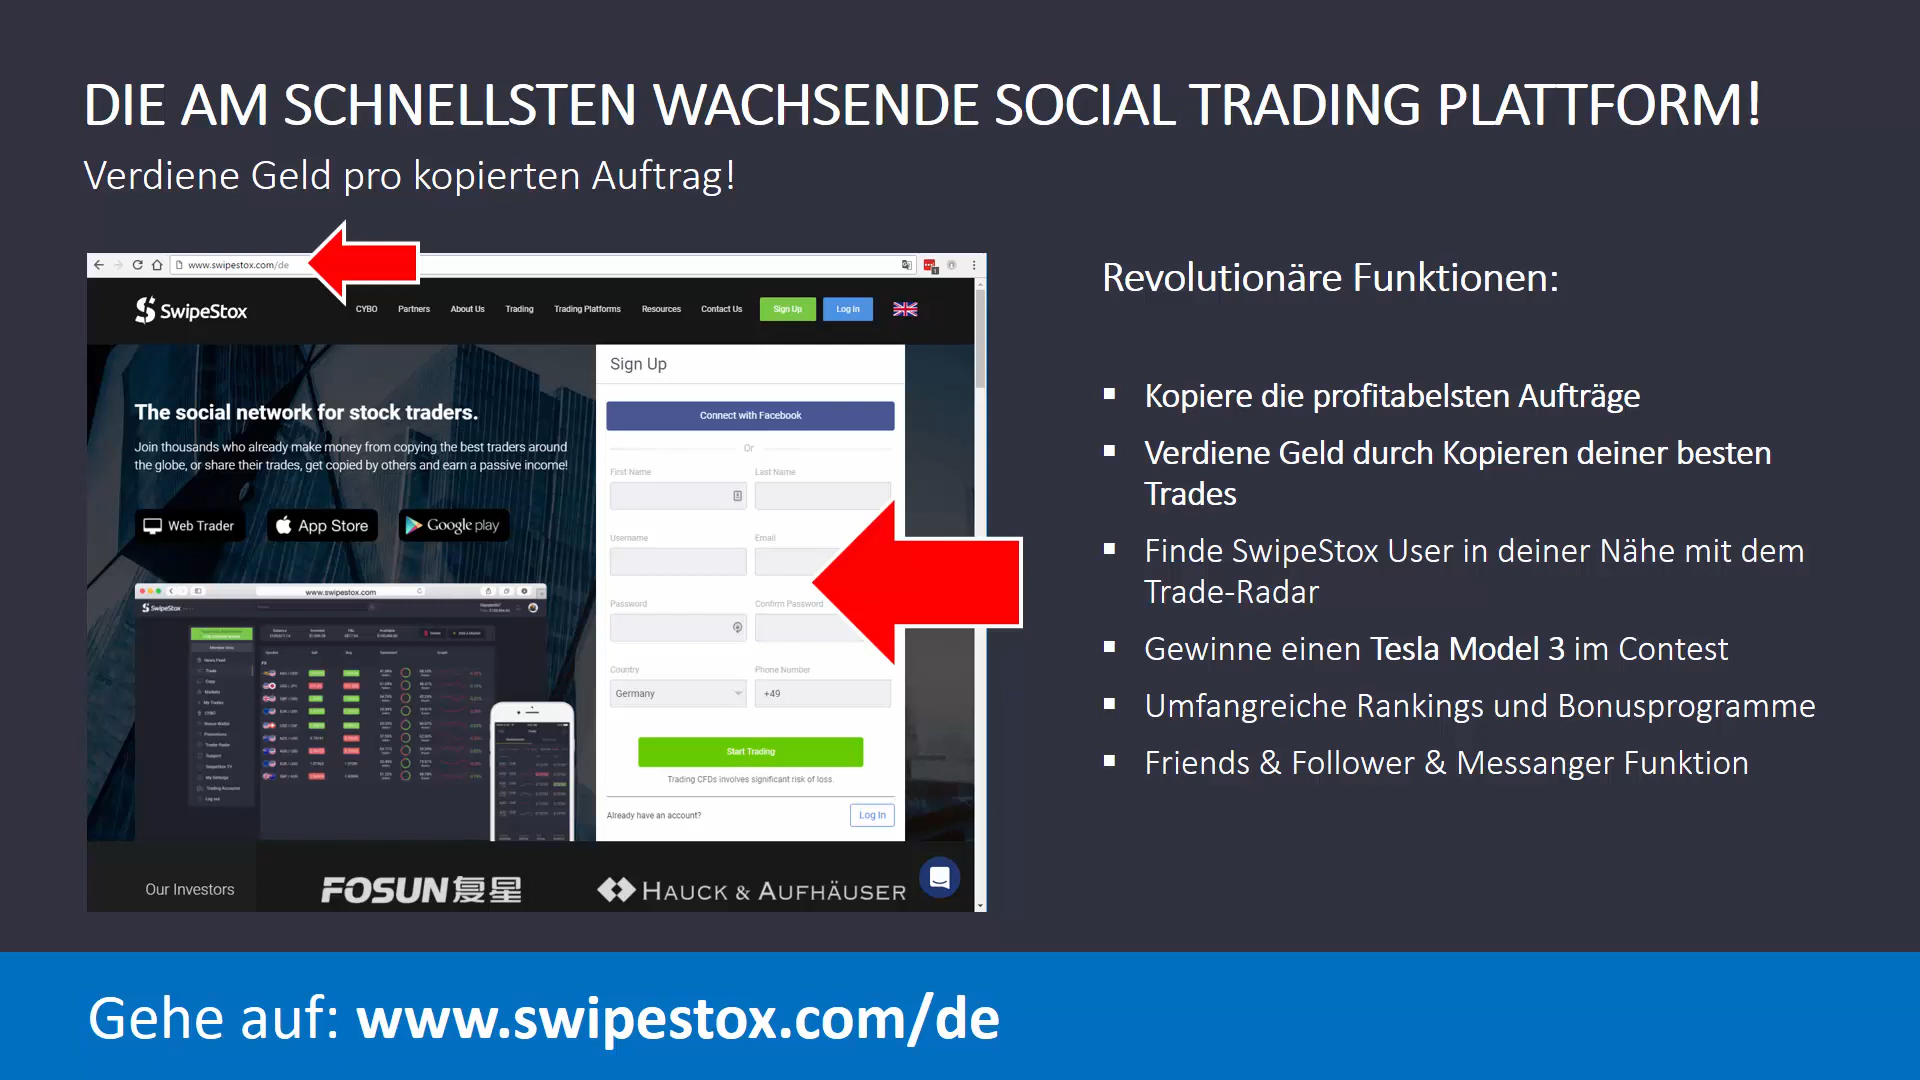 DIE AM SCHNELLSTEN WACHSENDE SOCIAL TRADING PLATTFORM!
Verdiene Geld pro kopierten Auftrag!
www.swipestox.com/de
SwipeStox
CYBO Partners About Us Trading Trading Platforms Resources Contact Us Sign Up Log In
The social network for stock traders.
Join thousands who already make money from copying the best traders around
the globe, or share their trades, get copied by others and earn a passive income!
Web Trader App Store Google play
www.swipestox.com
SwipeStox
Sign Up
Connect with Facebook
Or
First Name Last Name
Username Email
Password Confirm Password
Country Phone Number
Germany +49
Start Trading
Trading CFDs involves significant risk of loss.
Already have an account? Log In
Our Investors FOSUN复星 HAUCK & AUFHÄUSER
Revolutionäre Funktionen:
▪ Kopiere die profitabelsten Aufträge
▪ Verdiene Geld durch Kopieren deiner besten
Trades
▪ Finde SwipeStox User in deiner Nähe mit dem
Trade-Radar
▪ Gewinne einen Tesla Model 3 im Contest
▪ Umfangreiche Rankings und Bonusprogramme
▪ Friends & Follower & Messanger Funktion
Gehe auf: www.swipestox.com/de